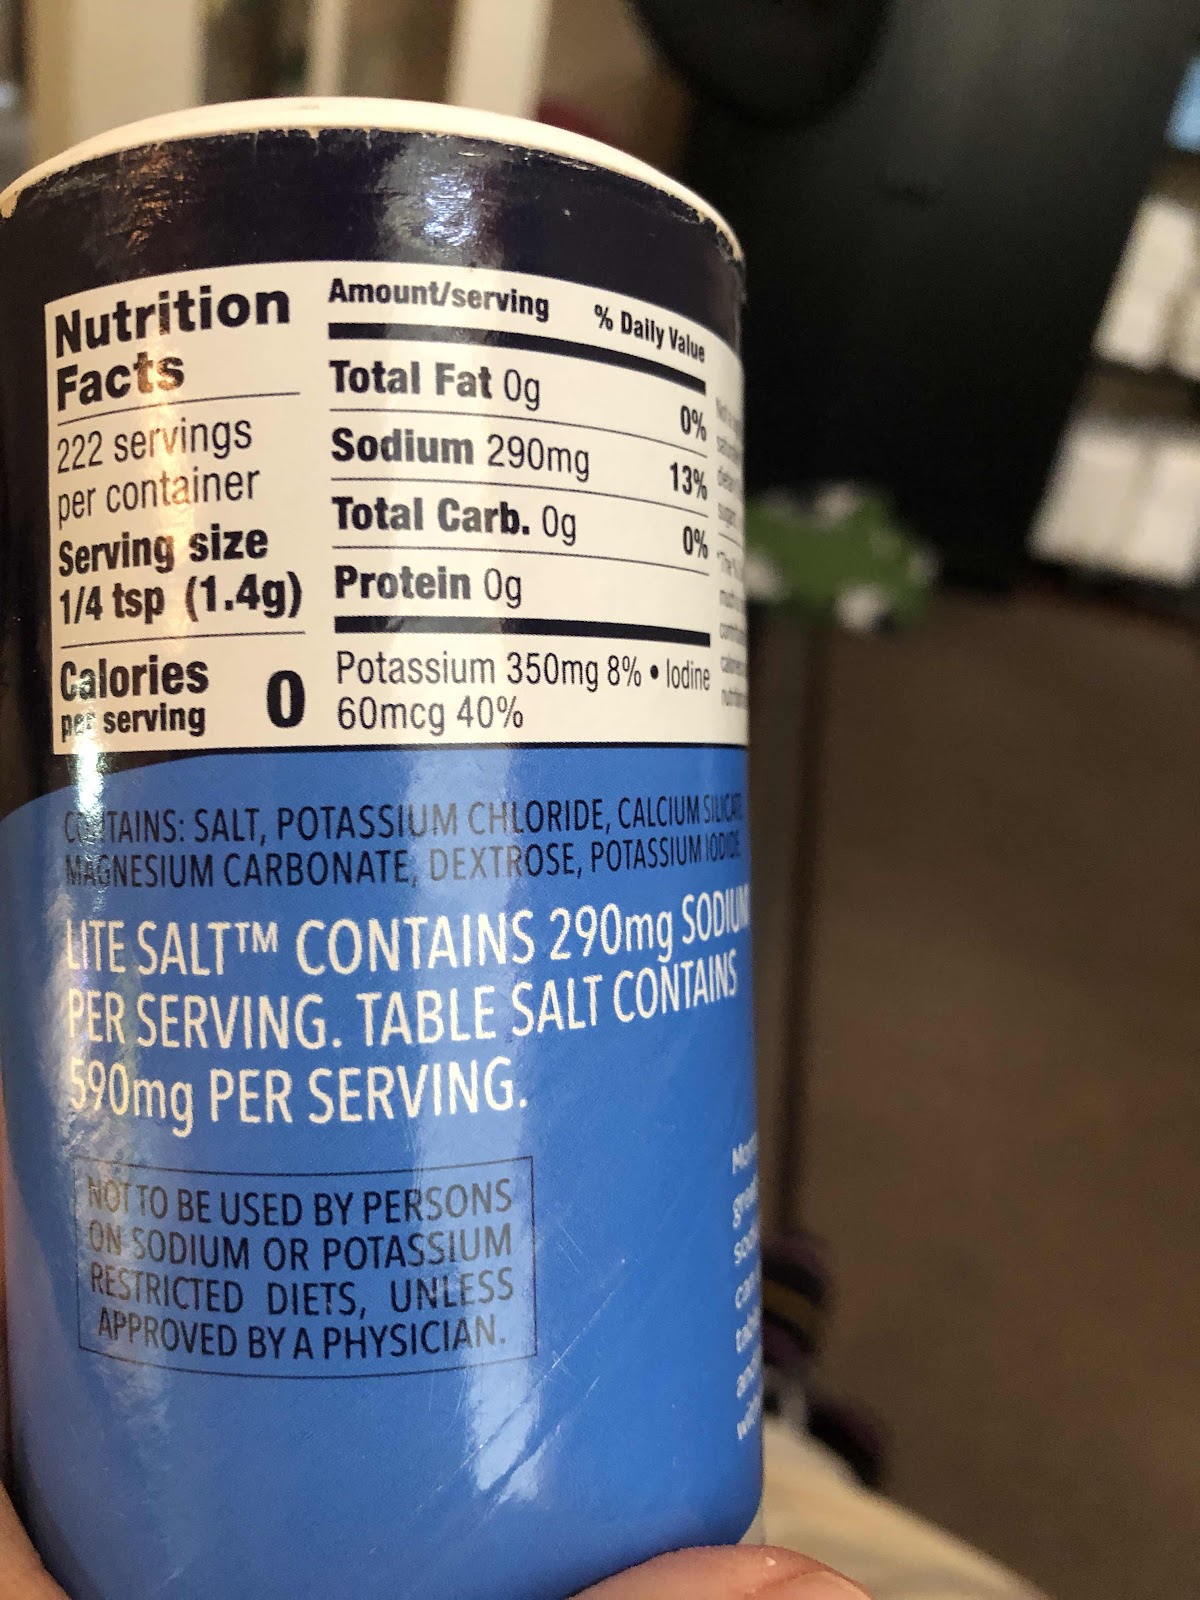 Nutrition
Facts
222 servings
per container
Serving size
1/4 tsp (1.4g)
Calories
per serving
0
Amount/serving % Daily Value
Total Fat 0g 0%
Sodium 290mg 13%
Total Carb. 0g 0%
Protein 0g
Potassium 350mg 8% • Iodine
60mcg 40%
CONTAINS: SALT, POTASSIUM CHLORIDE, CALCIUM SILICATE
MAGNESIUM CARBONATE, DEXTROSE, POTASSIUM IODIDE
LITE SALT™ CONTAINS 290mg SODIUM
PER SERVING. TABLE SALT CONTAINS
590mg PER SERVING.
NOT TO BE USED BY PERSONS
ON SODIUM OR POTASSIUM
RESTRICTED DIETS, UNLESS
APPROVED BY A PHYSICIAN.